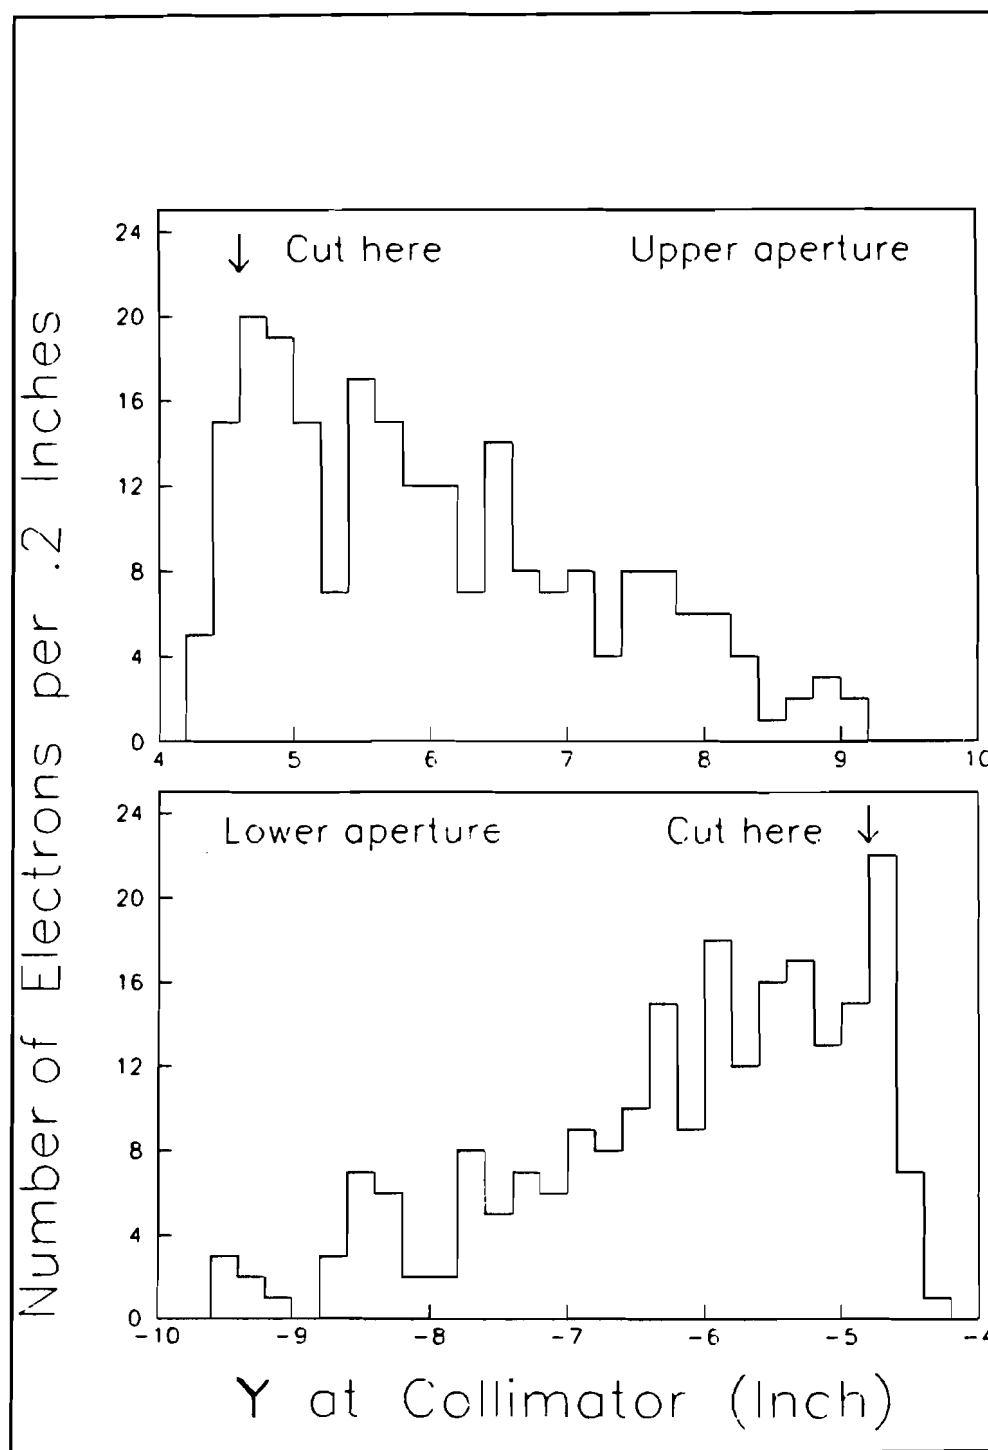 Number of Electrons per .2 Inches
Cut here
Upper aperture
24
20
16
12
8
4
0
4 5 6 7 8 9 10
Lower aperture
Cut here
24
20
16
12
8
4
0
-10 -9 -8 -7 -6 -5 -4
Y at Collimator (Inch)